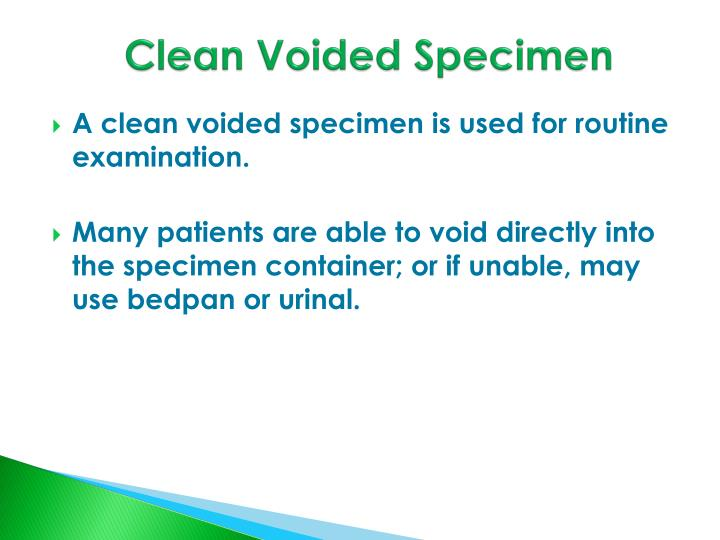 Clean Voided Specimen
A clean voided specimen is used for routine
examination.
Many patients are able to void directly into
the specimen container; or if unable, may
use bedpan or urinal.